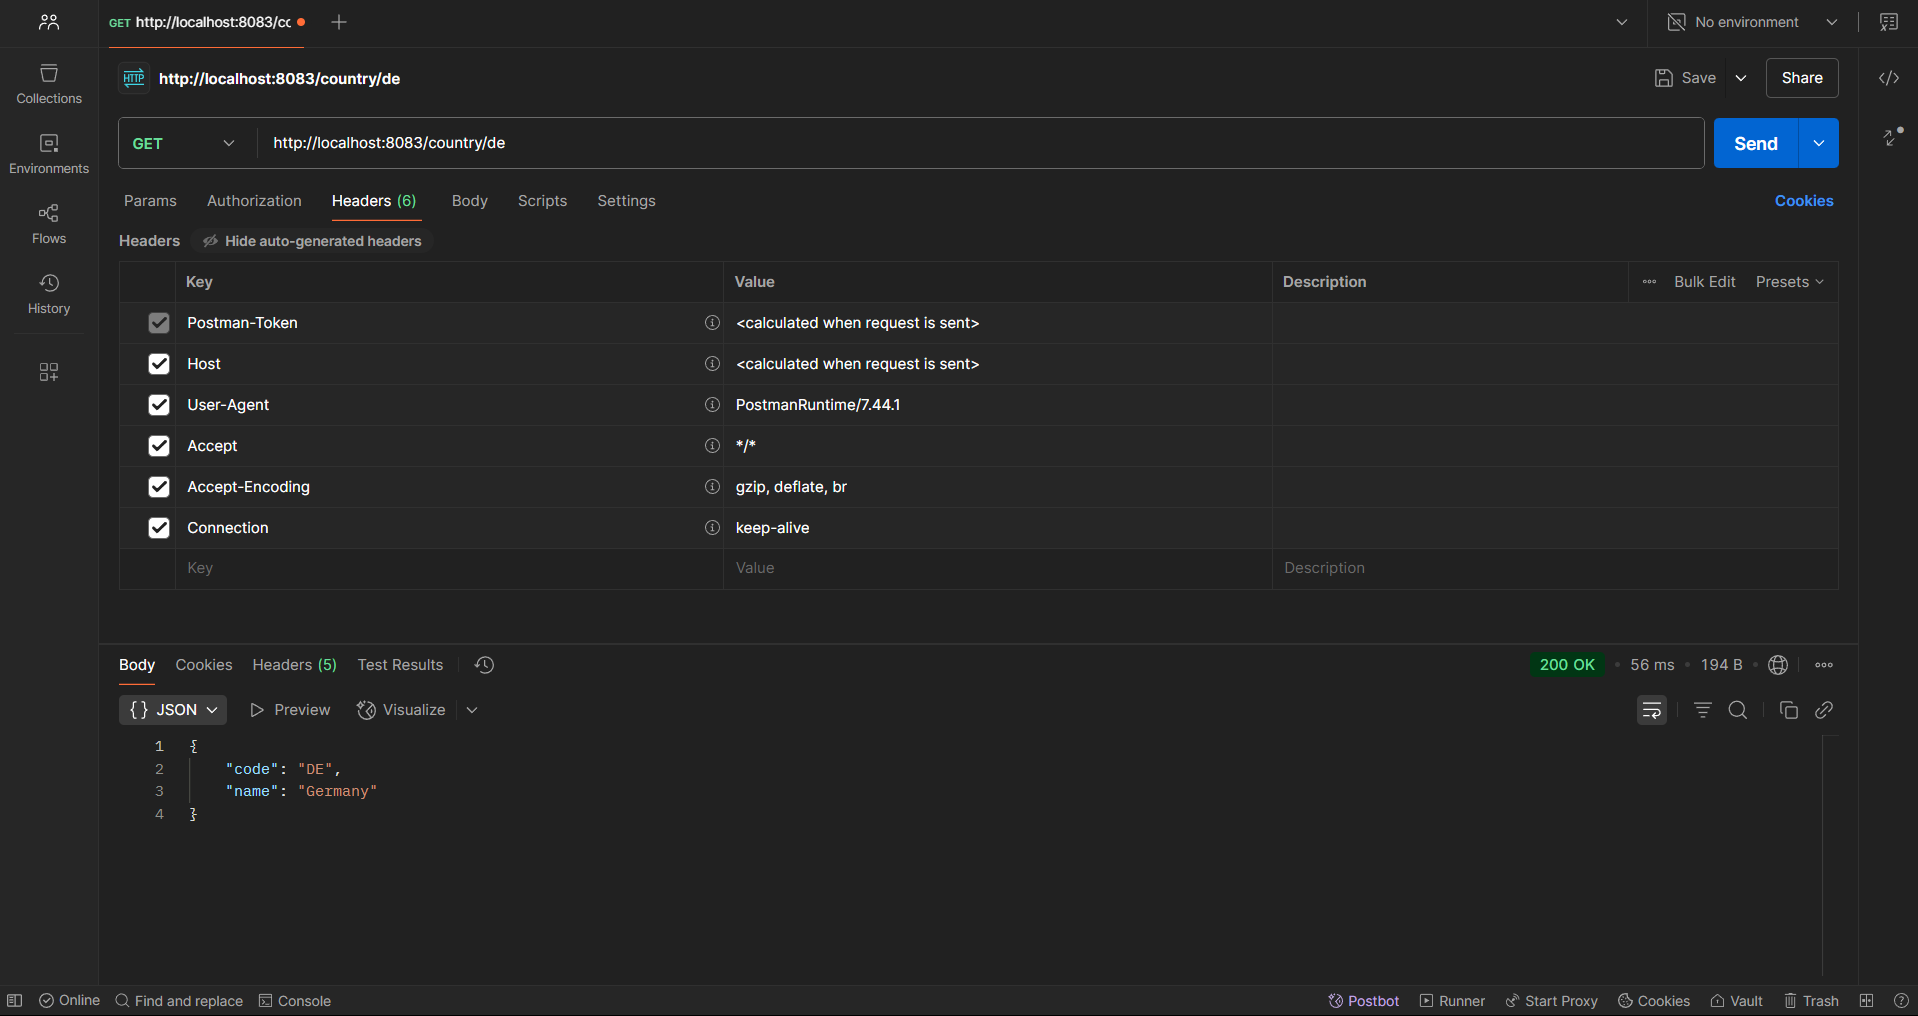 GET http://localhost:8083/cc
No environment
Collections
Environments
Flows
History
HTTP http://localhost:8083/country/de
Save
Share
GET http://localhost:8083/country/de
Send
Params Authorization Headers (6) Body Scripts Settings
Cookies
Headers Hide auto-generated headers
Key Value Description Bulk Edit Presets
Postman-Token <calculated when request is sent>
Host <calculated when request is sent>
User-Agent PostmanRuntime/7.44.1
Accept */*
Accept-Encoding gzip, deflate, br
Connection keep-alive
Key Value Description
Body Cookies Headers (5) Test Results
200 OK • 56 ms • 194 B
{} JSON Preview Visualize
1 {
2 "code": "DE",
3 "name": "Germany"
4 }
Online Find and replace Console
Postbot Runner Start Proxy Cookies Vault Trash